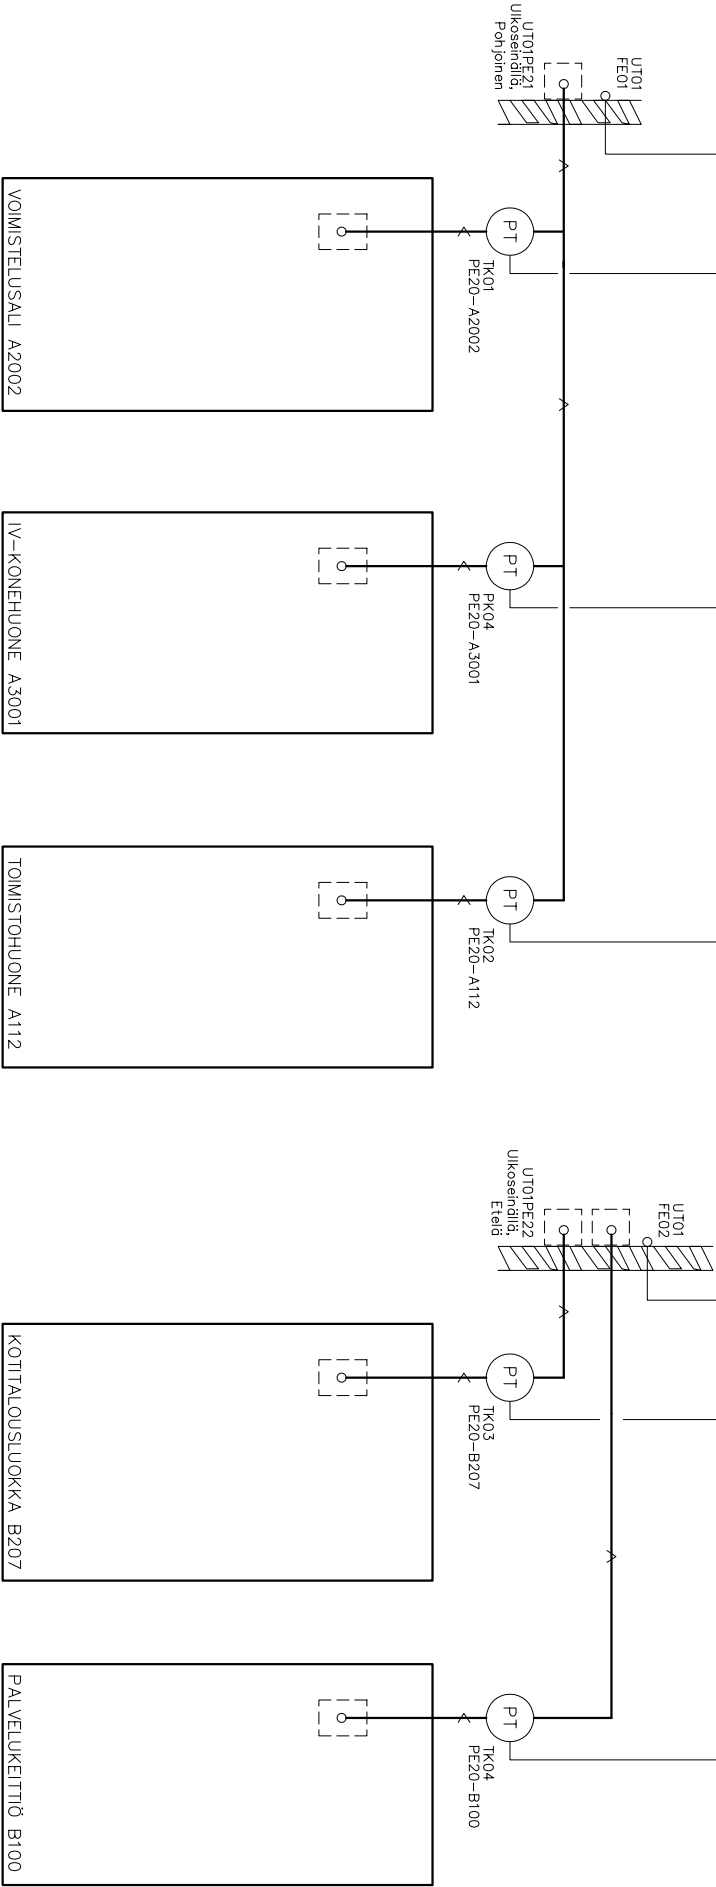 UT01
FE01
UT01PE21
Ulkoseinällä,
Pohjoinen
PT
TK01
PE20-A2002
VOIMISTELUSALI A2002
PT
PK04
PE20-A3001
IV-KONEHUONE A3001
PT
TK02
PE20-A112
TOIMISTOHUONE A112
UT01
FE02
UT01PE22
Ulkoseinällä,
Etelä
PT
TK03
PE20-B207
KOTITALOUSLUOKKA B207
PT
TK04
PE20-B100
PALVELUKEITTIÖ B100